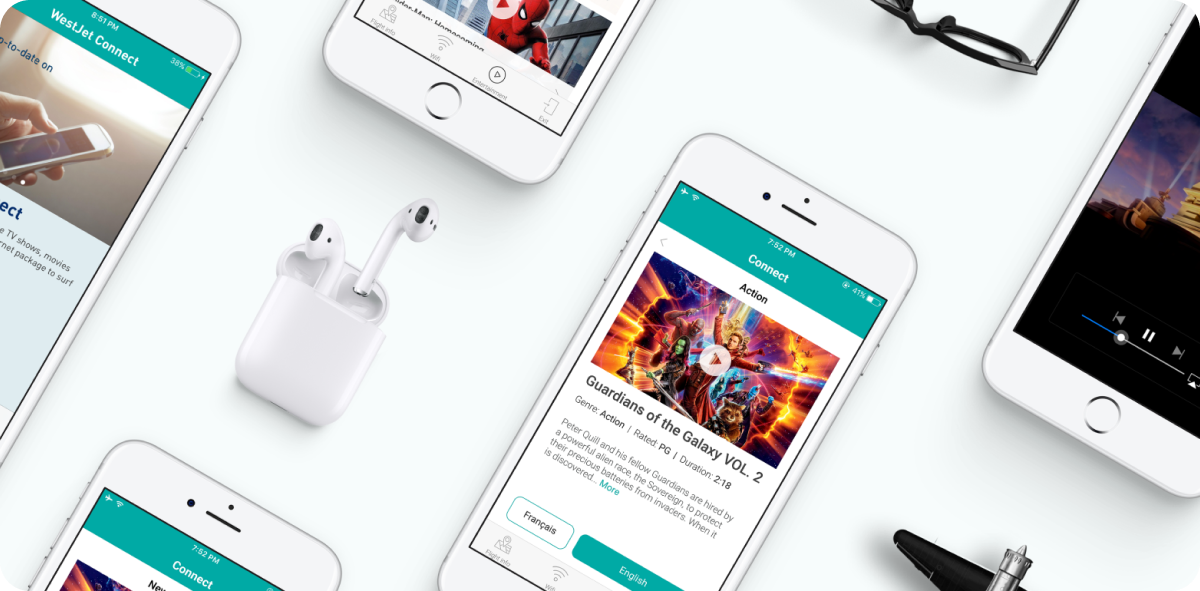 8:51 PM
WestJet Connect
38%
p-to-date on
ect
e TV shows, movies
rnet package to surf
ider-Man: Homecoming
Flight Info
Wifi
Entertainment
Exit
7:52 PM
41%
Connect
Action
Guardians of the Galaxy VOL. 2
Genre: Action | Rated: PG | Duration: 2:18
Peter Quill and his fellow Guardians are hired by
a powerful alien race, the Sovereign, to protect
their precious batteries from invaders. When it
is discovered... More
Français
English
Flight Info
Wifi
7:52 PM
Connect
New